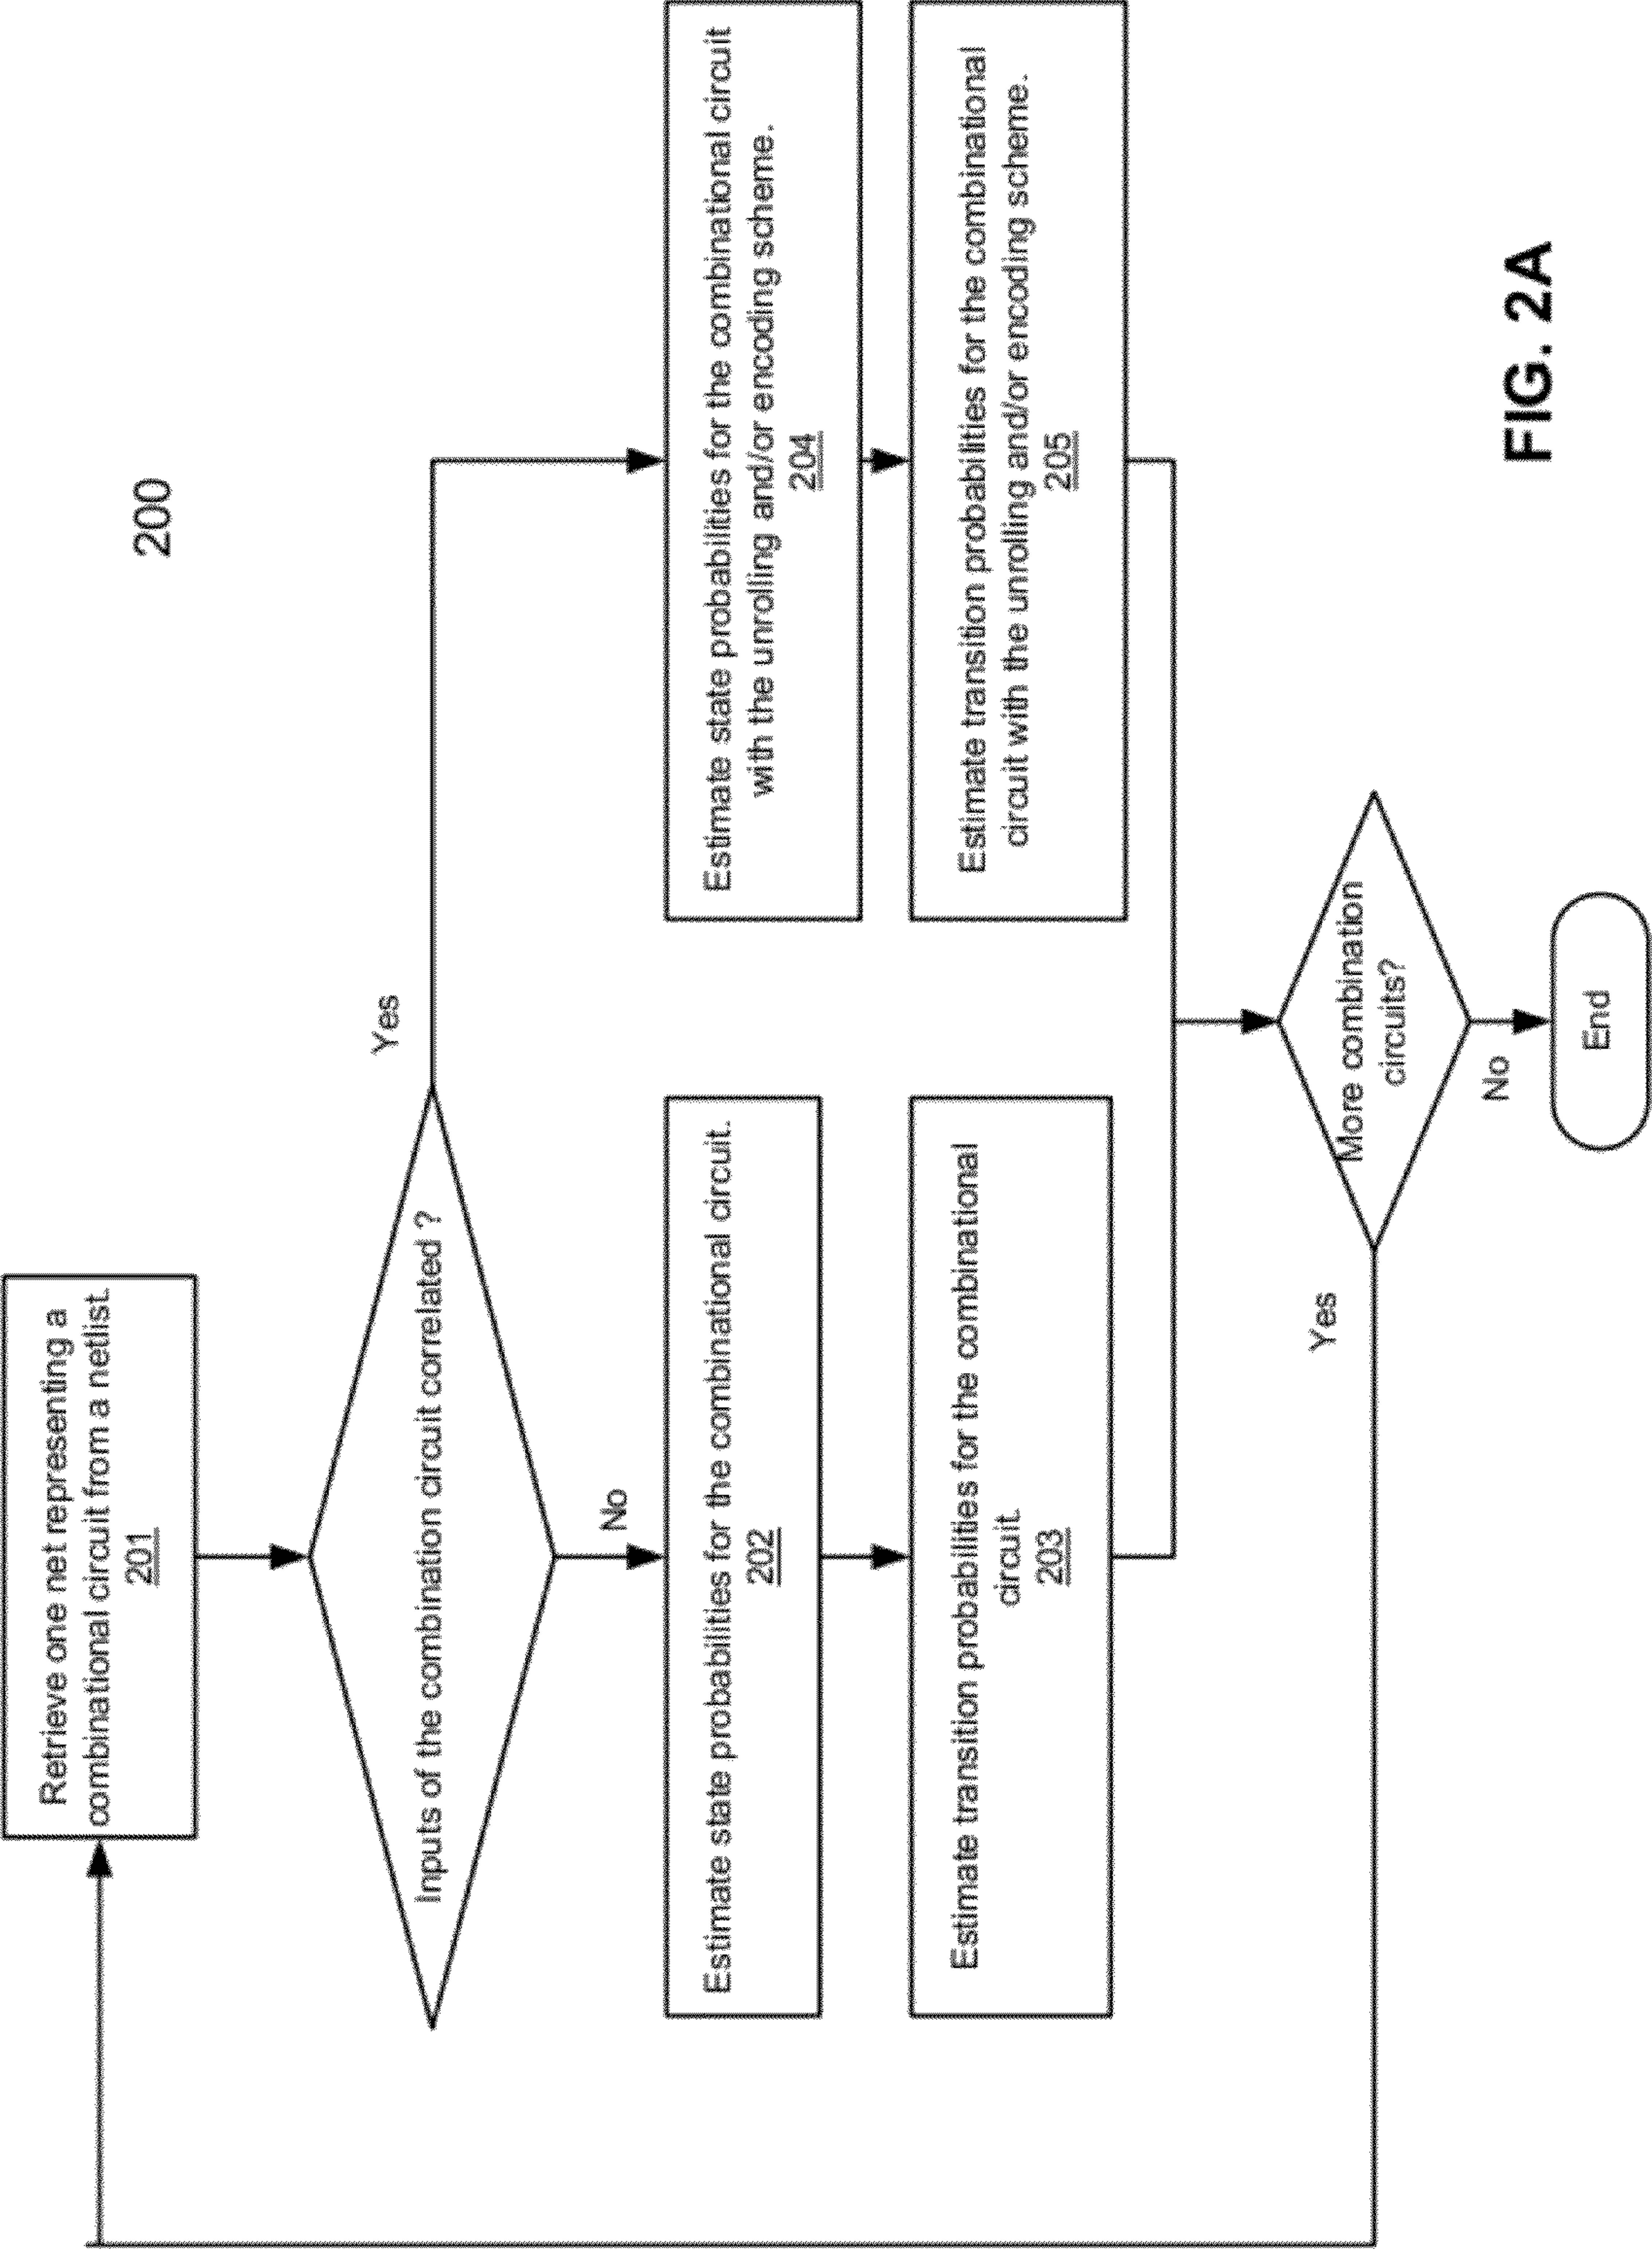 200
Retrieve one net representing a
combinational circuit from a netlist.
201
Inputs of the combination circuit correlated ?
Yes
No
Estimate state probabilities for the combinational circuit.
202
Estimate transition probabilities for the combinational
circuit.
203
Estimate state probabilities for the combinational circuit
with the unrolling and/or encoding scheme.
204
Estimate transition probabilities for the combinational
circuit with the unrolling and/or encoding scheme.
205
More combination
circuits?
Yes
No
End
FIG. 2A